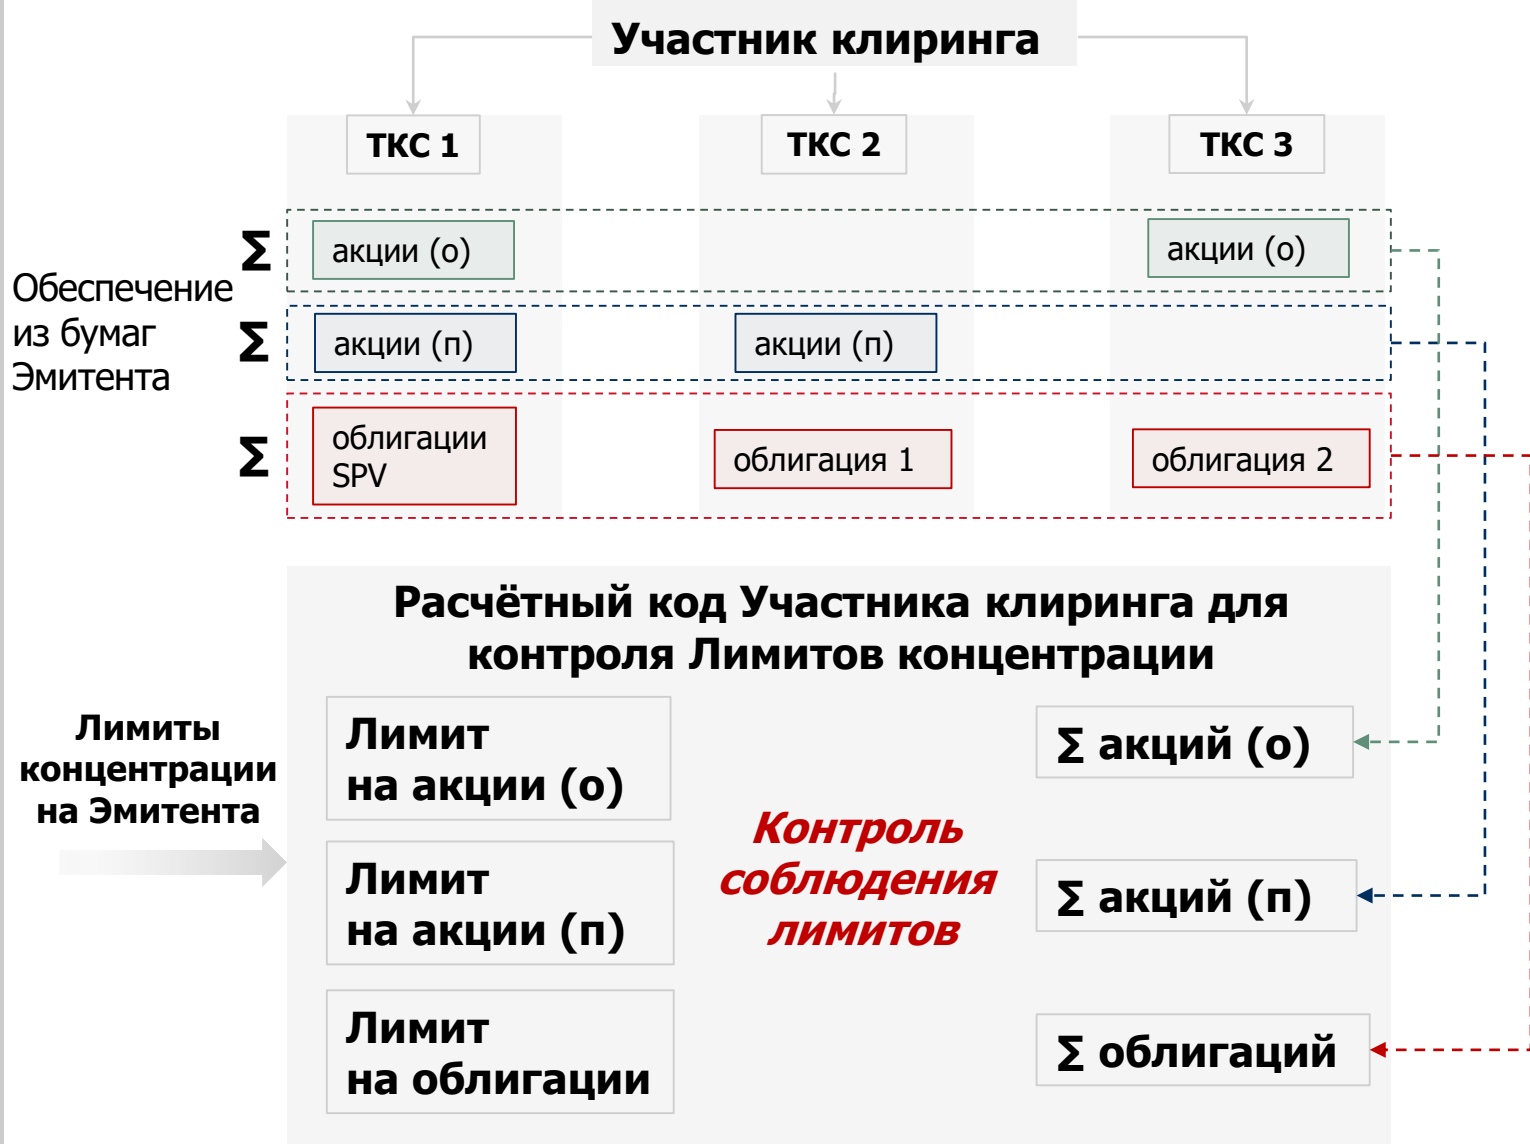 Участник клиринга
ТКС 1
ТКС 2
ТКС 3
Обеспечение
из бумаг
Эмитента
Σ
акции (о)
акции (о)
Σ
акции (п)
акции (п)
Σ
облигации
SPV
облигация 1
облигация 2
Расчётный код Участника клиринга для
контроля Лимитов концентрации
Лимиты
концентрации
на Эмитента
Лимит
на акции (о)
Лимит
на акции (п)
Лимит
на облигации
Контроль
соблюдения
лимитов
Σ акций (о)
Σ акций (п)
Σ облигаций